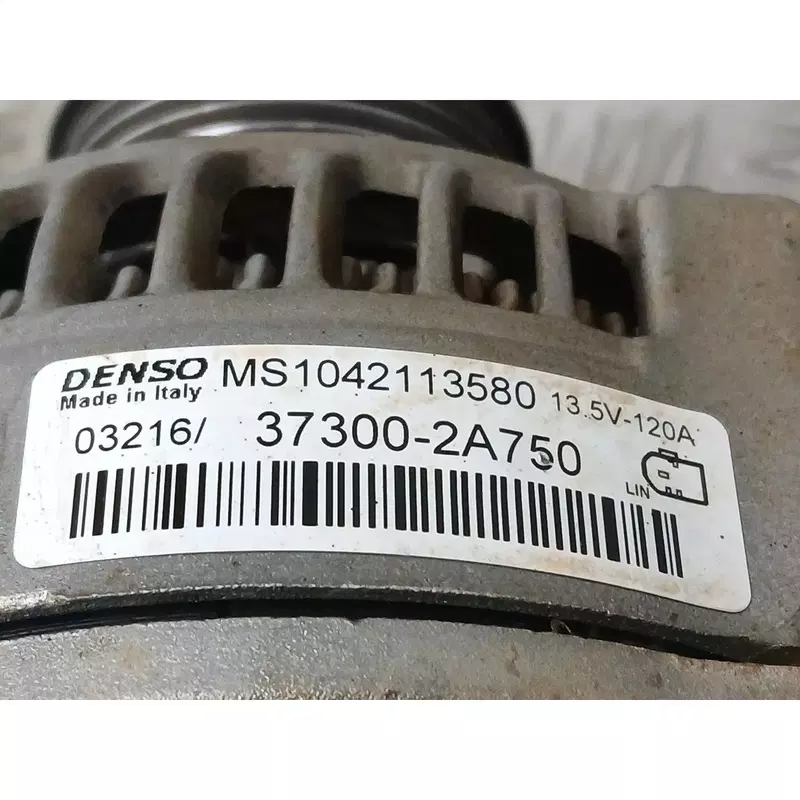 DENSO MS1042113580 13.5V-120A
Made in Italy
03216/ 37300-2A750
LIN